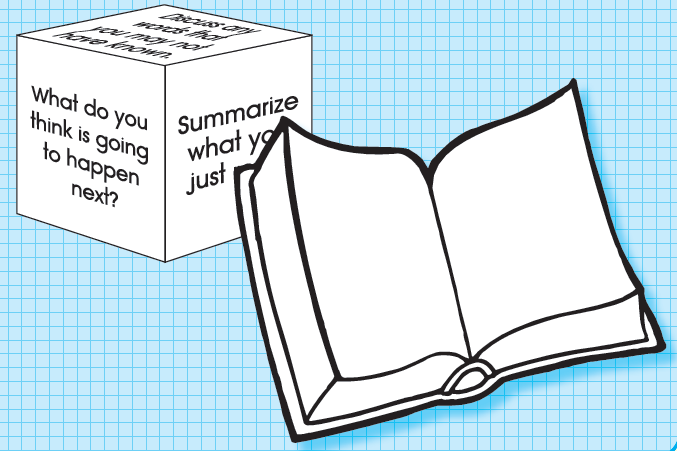 Discuss any
words that
you may not
have known.
What do you
think is going
to happen
next?
Summarize
what
just